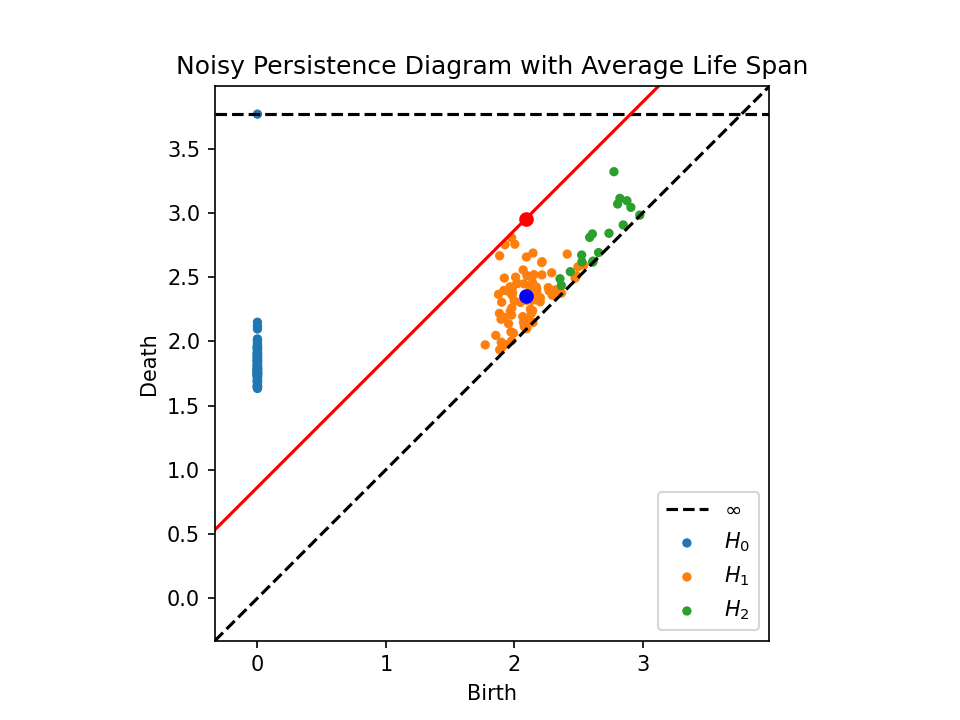 Noisy Persistence Diagram with Average Life Span
Death
3.5
3.0
2.5
2.0
1.5
1.0
0.5
0.0
∞
H₀
H₁
H₂
0 1 2 3
Birth